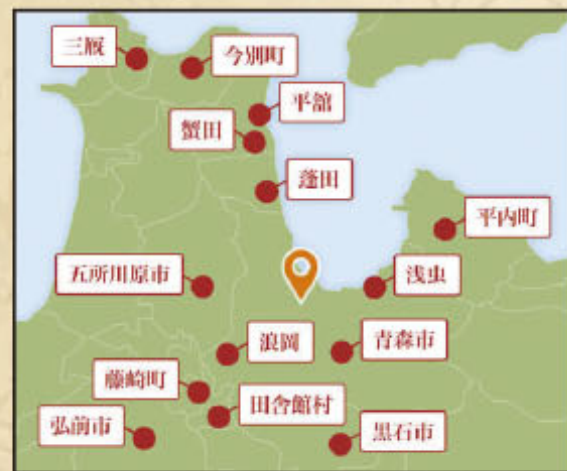 三厩
今別町
平舘
蟹田
蓬田
平内町
五所川原市
浅虫
浪岡
青森市
藤崎町
田舎館村
弘前市
黒石市